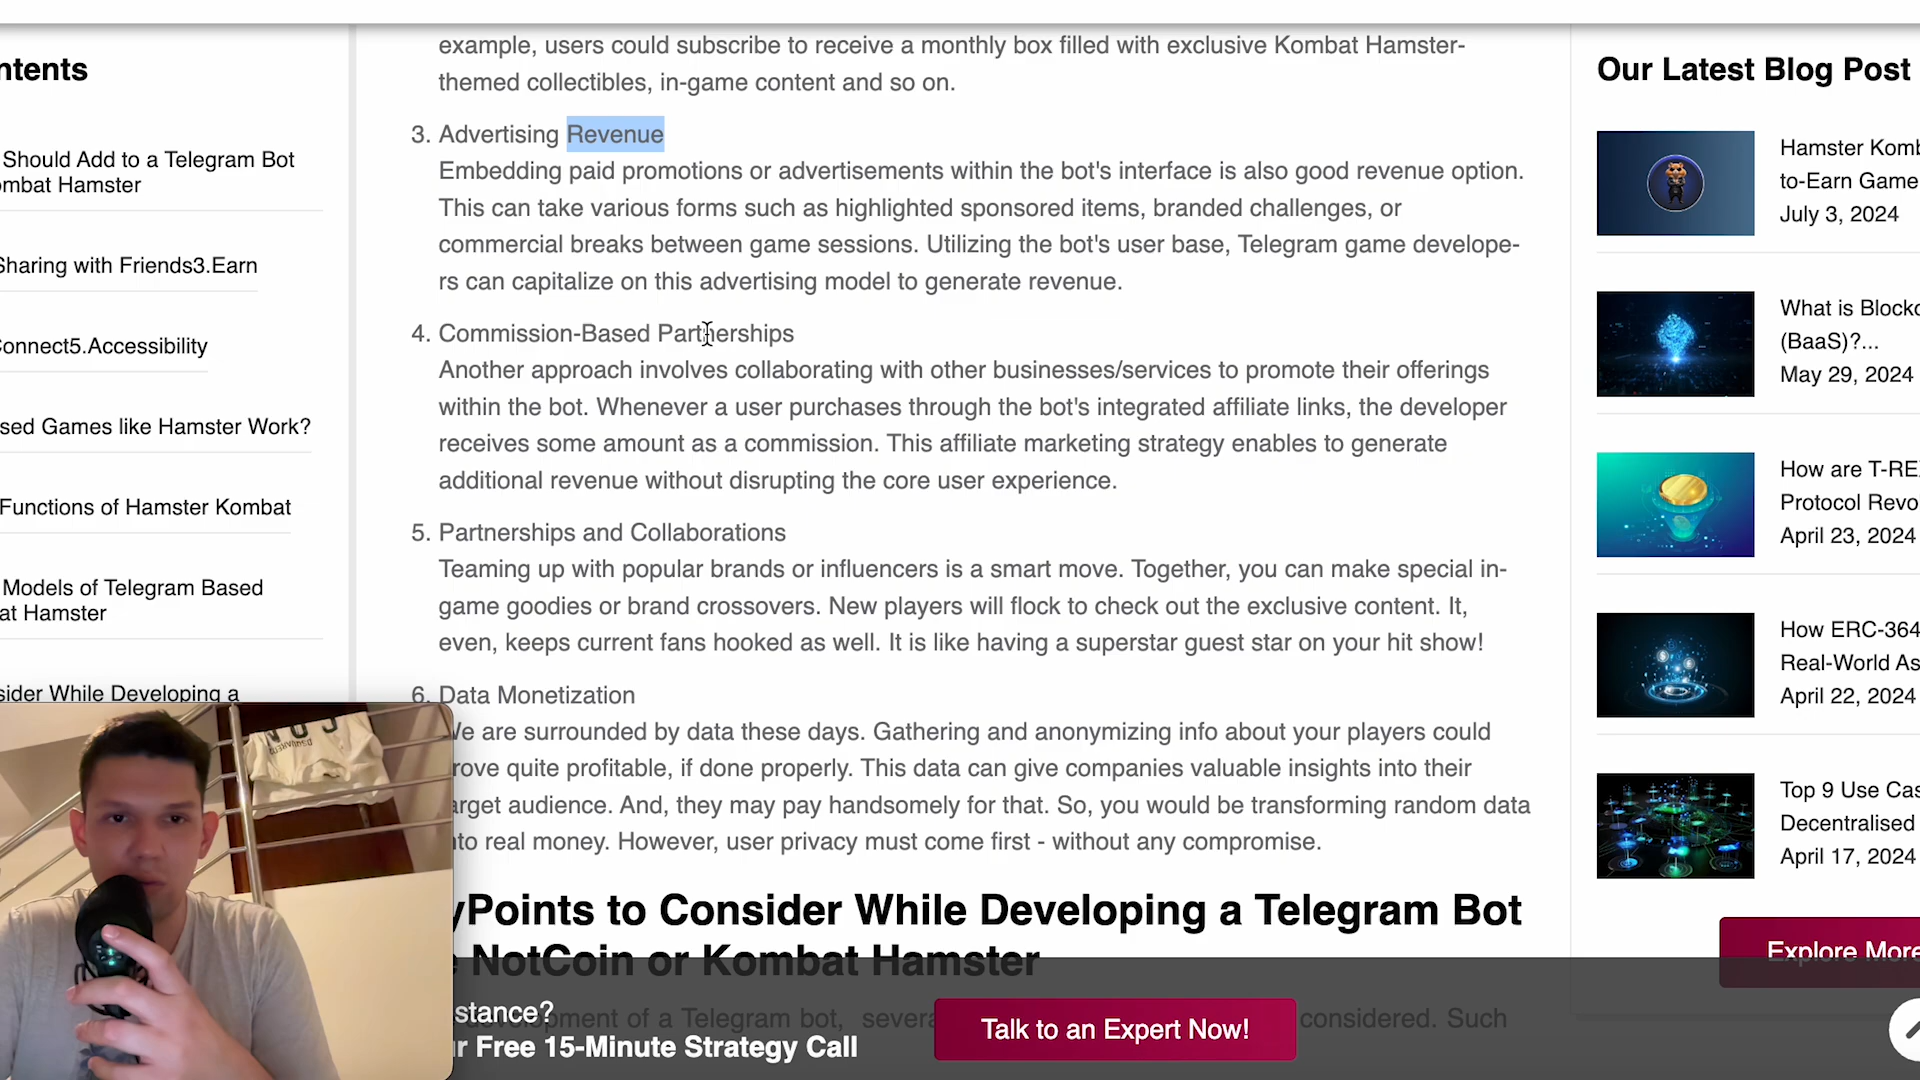 example, users could subscribe to receive a monthly box filled with exclusive Kombat Hamster-
themed collectibles, in-game content and so on.
3. Advertising Revenue
Embedding paid promotions or advertisements within the bot's interface is also good revenue option.
This can take various forms such as highlighted sponsored items, branded challenges, or
commercial breaks between game sessions. Utilizing the bot's user base, Telegram game develope-
rs can capitalize on this advertising model to generate revenue.
4. Commission-Based Partnerships
Another approach involves collaborating with other businesses/services to promote their offerings
within the bot. Whenever a user purchases through the bot's integrated affiliate links, the developer
receives some amount as a commission. This affiliate marketing strategy enables to generate
additional revenue without disrupting the core user experience.
5. Partnerships and Collaborations
Teaming up with popular brands or influencers is a smart move. Together, you can make special in-
game goodies or brand crossovers. New players will flock to check out the exclusive content. It,
even, keeps current fans hooked as well. It is like having a superstar guest star on your hit show!
6. Data Monetization
We are surrounded by data these days. Gathering and anonymizing info about your players could
rove quite profitable, if done properly. This data can give companies valuable insights into their
arget audience. And, they may pay handsomely for that. So, you would be transforming random data
nto real money. However, user privacy must come first - without any compromise.
yPoints to Consider While Developing a Telegram Bot
NotCoin or Kombat Hamster
opment of a Telegram bot, severa
considered. Such
stance?
r Free 15-Minute Strategy Call
Talk to an Expert Now!
ntents
Should Add to a Telegram Bot
ombat Hamster
Sharing with Friends3.Earn
Connect5.Accessibility
sed Games like Hamster Work?
Functions of Hamster Kombat
Models of Telegram Based
at Hamster
sider While Developing a
Our Latest Blog Post
Hamster Komb
to-Earn Game
July 3, 2024
What is Blockc
(BaaS)?...
May 29, 2024
How are T-RE
Protocol Revo
April 23, 2024
How ERC-364
Real-World As
April 22, 2024
Top 9 Use Cas
Decentralised
April 17, 2024
Explore More